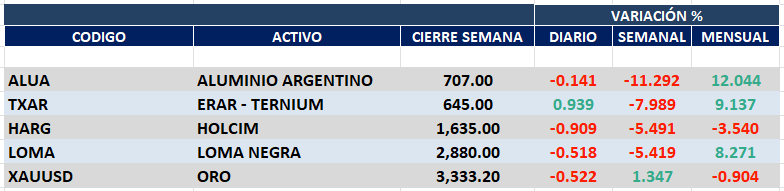 VARIACIÓN %
CODIGO ACTIVO CIERRE SEMANA DIARIO SEMANAL MENSUAL
ALUA ALUMINIO ARGENTINO 707.00 -0.141 -11.292 12.044
TXAR ERAR - TERNIUM 645.00 0.939 -7.989 9.137
HARG HOLCIM 1,635.00 -0.909 -5.491 -3.540
LOMA LOMA NEGRA 2,880.00 -0.518 -5.419 8.271
XAUUSD ORO 3,333.20 -0.522 1.347 -0.904